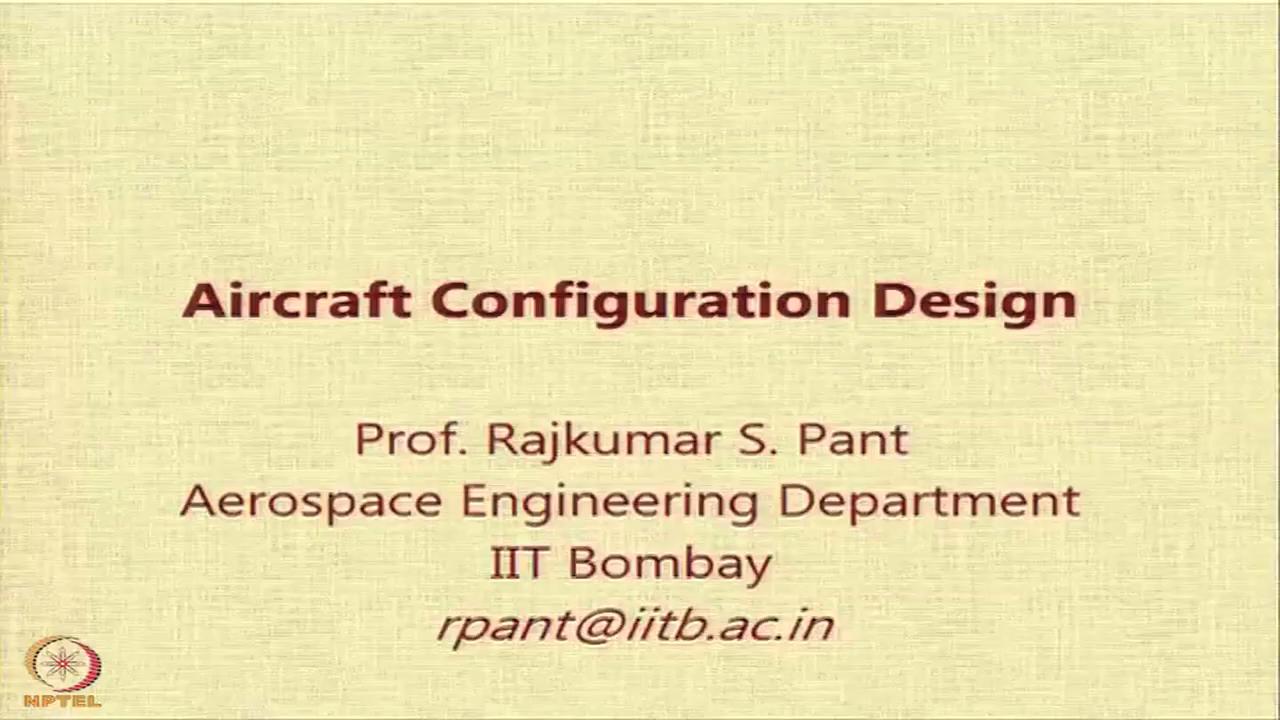 Aircraft Configuration Design
Prof. Rajkumar S. Pant
Aerospace Engineering Department
IIT Bombay
rpant@iitb.ac.in
NPTEL